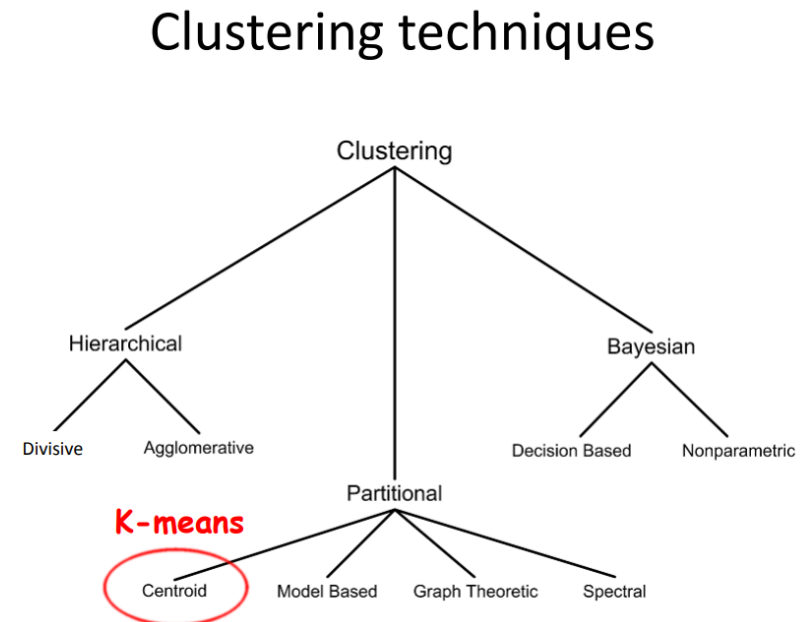 Clustering techniques
Clustering
Hierarchical
Bayesian
Divisive
Agglomerative
Decision Based
Nonparametric
Partitional
K-means
Centroid
Model Based
Graph Theoretic
Spectral